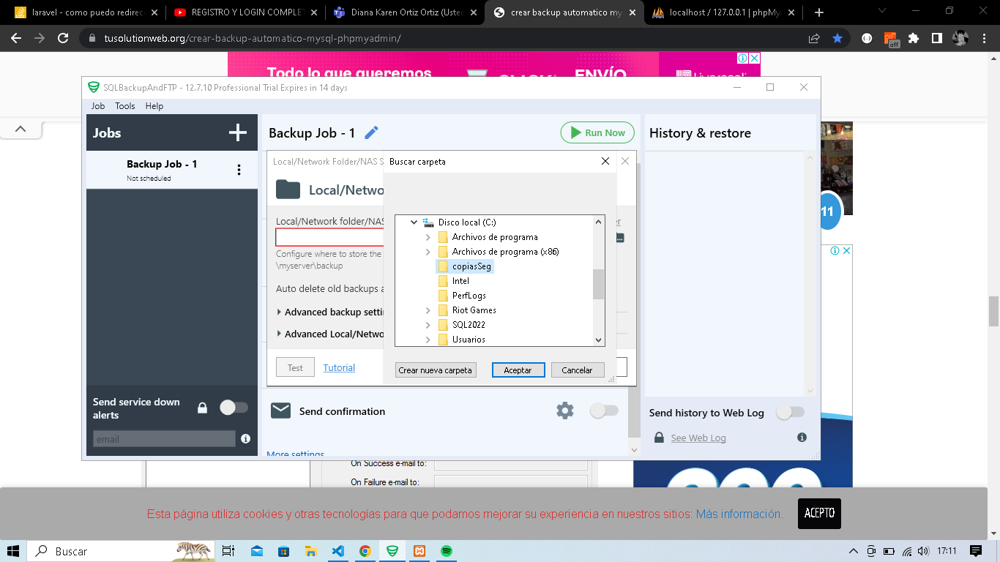 laravel - como puedo redirec
REGISTRO Y LOGIN COMPLET
Diana Karen Ortiz Ortiz (Uste
crear backup automatico my
localhost / 127.0.0.1 | phpMy
tusolutionweb.org/crear-backup-automatico-mysql-phpmyadmin/
off
Todo lo que queremos
ENVÍO
SQLBackupAndFTP - 12.7.10 Professional Trial Expires in 14 days
Job Tools Help
Jobs
Backup Job - 1
Run Now
History & restore
Backup Job - 1
Not scheduled
Local/Network Folder/NAS S
Buscar carpeta
Local/Netwo
Local/Network folder/NAS
Configure where to store the
\myserver\backup
Auto delete old backups a
Advanced backup setti
Advanced Local/Netwo
Disco local (C:)
Archivos de programa
Archivos de programa (x86)
copiasSeg
Intel
PerfLogs
Riot Games
SQL2022
Usuarios
Test
Tutorial
Crear nueva carpeta
Aceptar
Cancelar
11
Send service down
alerts
email
Send confirmation
More settings
Send history to Web Log
See Web Log
On Success e-mail to:
On Failure e-mail to:
Esta página utiliza cookies y otras tecnologías para que podamos mejorar su experiencia en nuestros sitios: Más información.
ACEPTO
Buscar
17:11